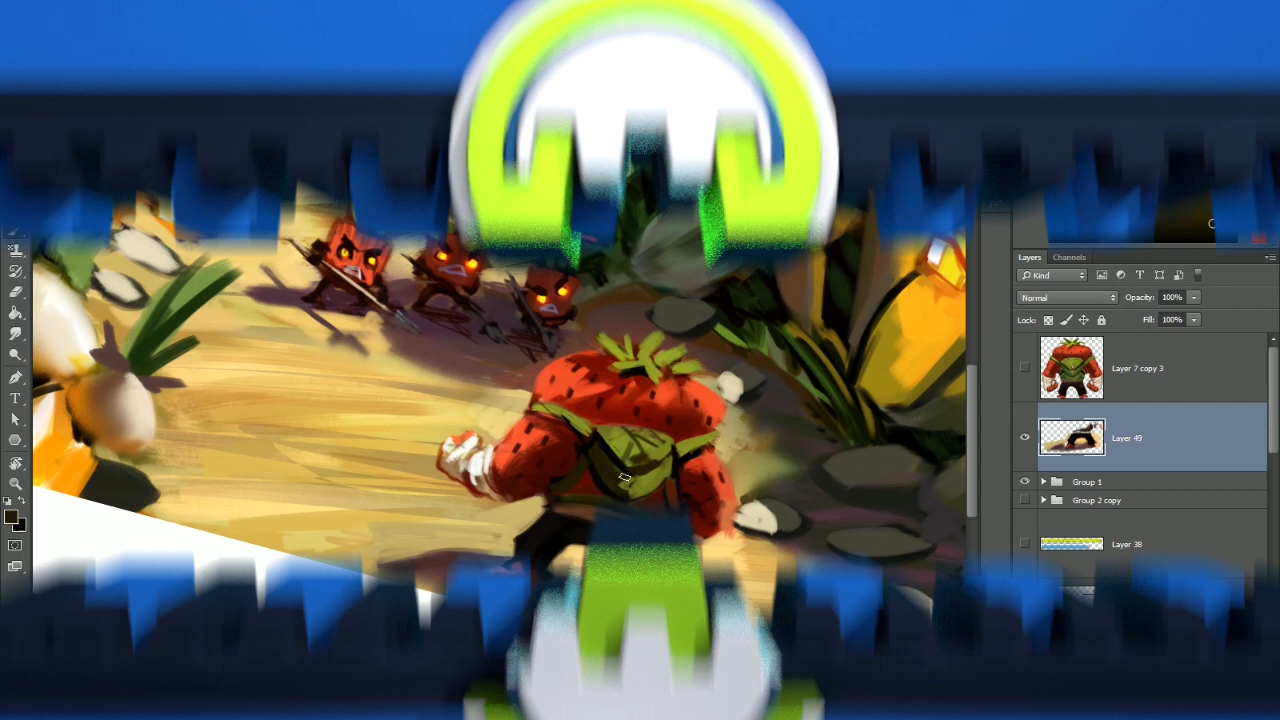 Layers Channels
Kind
Normal Opacity: 100%
Lock: Fill: 100%
Layer 7 copy 3
Layer 49
Group 1
Group 2 copy
Layer 38